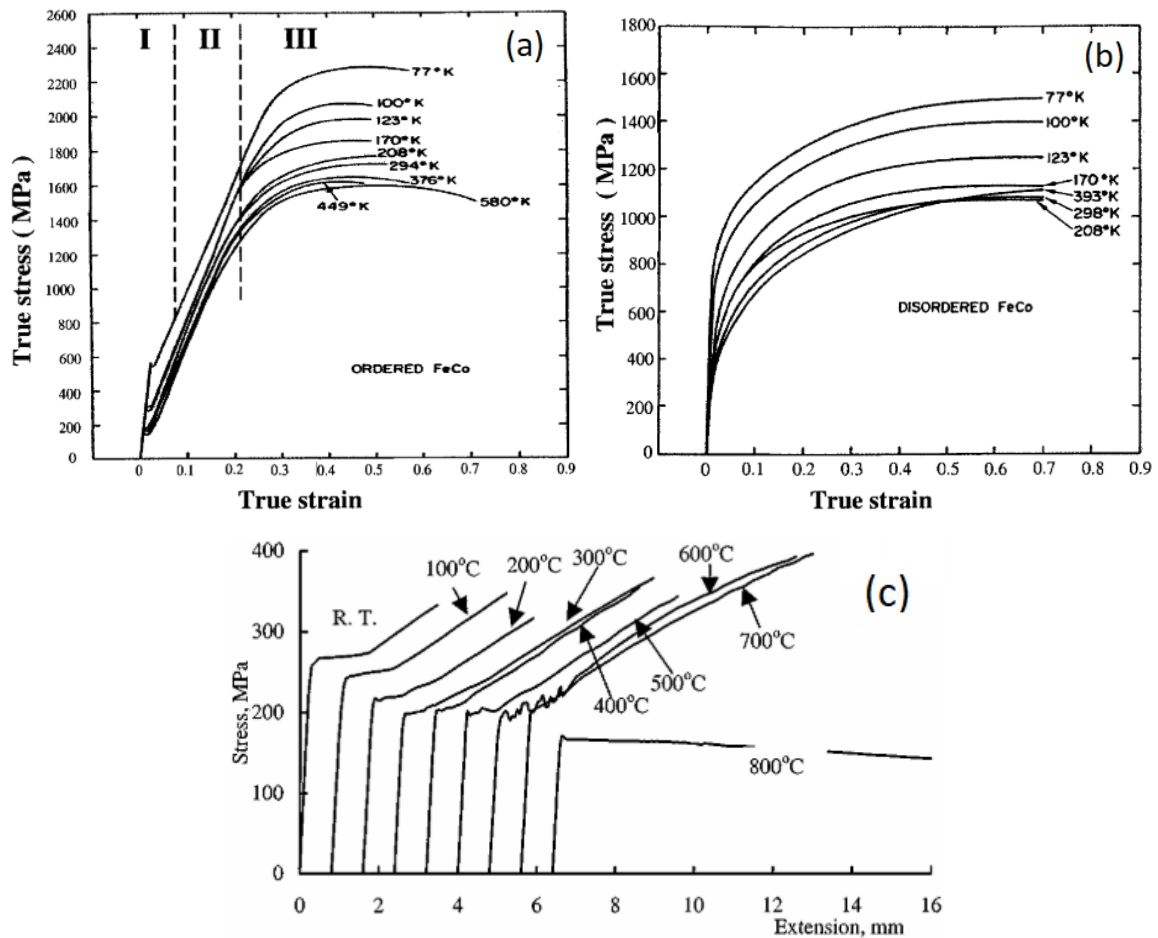 I II III (a)
2600
2400
2200
2000
1800
1600
1400
1200
1000
800
600
400
200
0
True stress ( MPa )
77°K
100°K
123°K
170°K
208°K
294°K
376°K
449°K
580°K
ORDERED FeCo
0 0.1 0.2 0.3 0.4 0.5 0.6 0.7 0.8 0.9
True strain
(b)
1800
1600
1400
1200
1000
800
600
400
200
0
True stress ( MPa )
77°K
100°K
123°K
170°K
393°K
298°K
208°K
DISORDERED FeCo
0 0.1 0.2 0.3 0.4 0.5 0.6 0.7 0.8 0.9
True strain
(c)
400
300
200
100
0
Stress, MPa
R. T.
100°C
200°C
300°C
600°C
700°C
500°C
400°C
800°C
0 2 4 6 8 10 12 14 16
Extension, mm